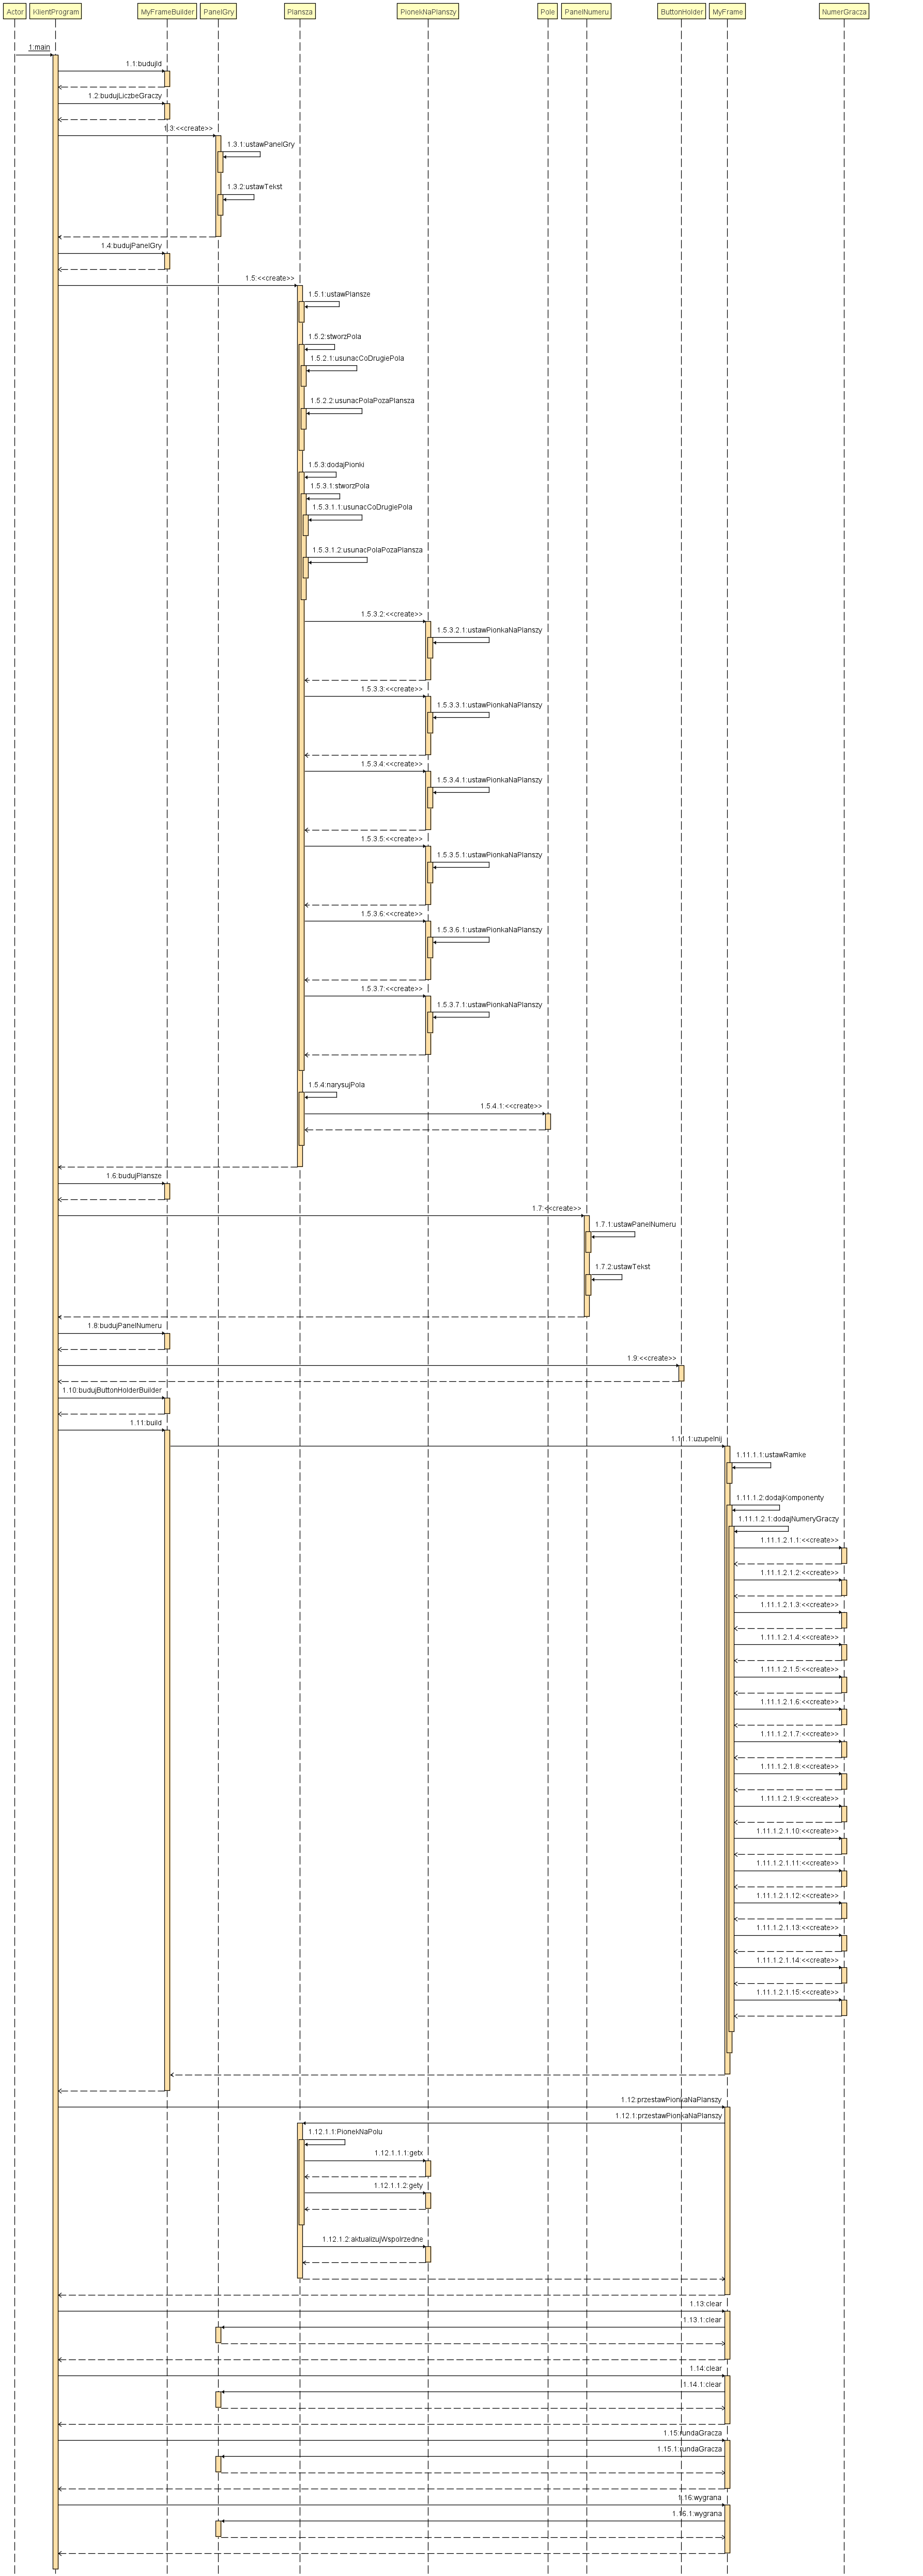 Actor KlientProgram MyFrameBuilder PanelGry Plansza PionekNaPlanszy Pole PanelNumeru ButtonHolder MyFrame NumerGracza
1:main
1.1:budujId
1.2:budujLiczbeGraczy
1.3:<<create>>
1.3.1:ustawPanelGry
1.3.2:ustawTekst
1.4:budujPanelGry
1.5:<<create>>
1.5.1:ustawPlansze
1.5.2:stworzPola
1.5.2.1:usunacCoDrugiePola
1.5.2.2:usunacPolaPozaPlansza
1.5.3:dodajPionki
1.5.3.1:stworzPola
1.5.3.1.1:usunacCoDrugiePola
1.5.3.1.2:usunacPolaPozaPlansza
1.5.3.2:<<create>>
1.5.3.2.1:ustawPionkaNaPlanszy
1.5.3.3:<<create>>
1.5.3.3.1:ustawPionkaNaPlanszy
1.5.3.4:<<create>>
1.5.3.4.1:ustawPionkaNaPlanszy
1.5.3.5:<<create>>
1.5.3.5.1:ustawPionkaNaPlanszy
1.5.3.6:<<create>>
1.5.3.6.1:ustawPionkaNaPlanszy
1.5.3.7:<<create>>
1.5.3.7.1:ustawPionkaNaPlanszy
1.5.4:narysujPola
1.5.4.1:<<create>>
1.6:budujPlansze
1.7:<<create>>
1.7.1:ustawPanelNumeru
1.7.2:ustawTekst
1.8:budujPanelNumeru
1.9:<<create>>
1.10:budujButtonHolderBuilder
1.11:build
1.11.1:uzupelnij
1.11.1.1:ustawRamke
1.11.1.2:dodajKomponenty
1.11.1.2.1:dodajNumeryGraczy
1.11.1.2.1.1:<<create>>
1.11.1.2.1.2:<<create>>
1.11.1.2.1.3:<<create>>
1.11.1.2.1.4:<<create>>
1.11.1.2.1.5:<<create>>
1.11.1.2.1.6:<<create>>
1.11.1.2.1.7:<<create>>
1.11.1.2.1.8:<<create>>
1.11.1.2.1.9:<<create>>
1.11.1.2.1.10:<<create>>
1.11.1.2.1.11:<<create>>
1.11.1.2.1.12:<<create>>
1.11.1.2.1.13:<<create>>
1.11.1.2.1.14:<<create>>
1.11.1.2.1.15:<<create>>
1.12:przestawPionkaNaPlanszy
1.12.1:przestawPionkaNaPlanszy
1.12.1.1:PionekNaPolu
1.12.1.1.1:getx
1.12.1.1.2:gety
1.12.1.2:aktualizujWspolrzedne
1.13:clear
1.13.1:clear
1.14:clear
1.14.1:clear
1.15:rundaGracza
1.15.1:rundaGracza
1.16:wygrana
1.16.1:wygrana